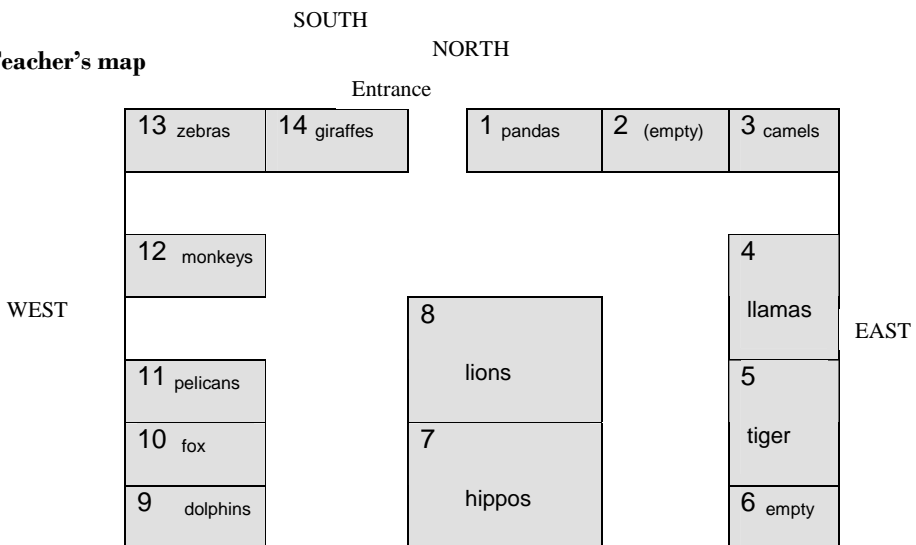 SOUTH
NORTH
Teacher's map
Entrance
13 zebras
14 giraffes
1 pandas
2 (empty)
3 camels
12 monkeys
4
llamas
WEST
8
lions
EAST
11 pelicans
5
tiger
10 fox
7
hippos
9 dolphins
6 empty